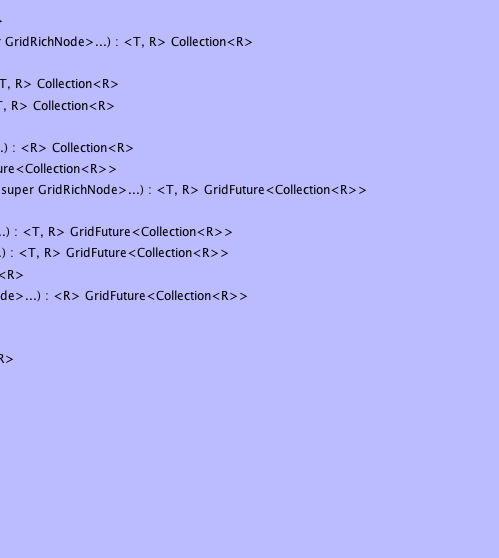 >
GridRichNode>...) : <T, R> Collection<R>
T, R> Collection<R>
, R> Collection<R>
.) : <R> Collection<R>
ure<Collection<R>>
super GridRichNode>...) : <T, R> GridFuture<Collection<R>>
..) : <T, R> GridFuture<Collection<R>>
.) : <T, R> GridFuture<Collection<R>>
<R>
de>...) : <R> GridFuture<Collection<R>>
R>